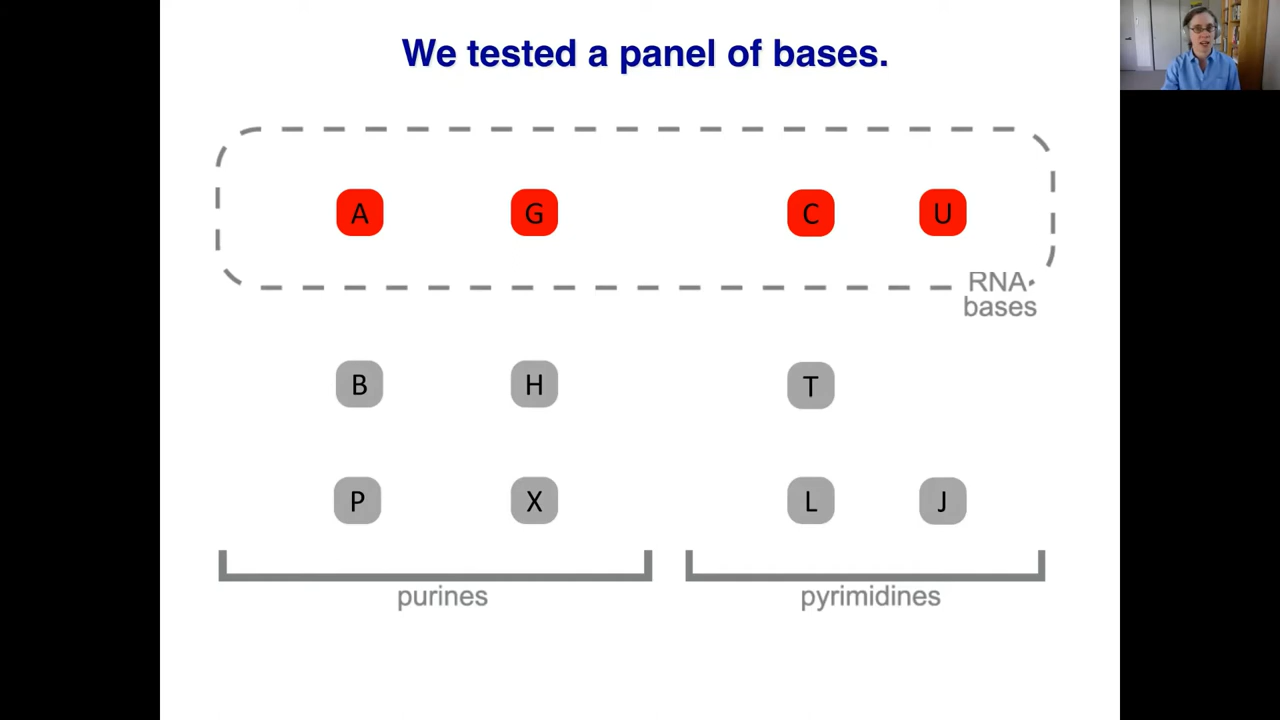 We tested a panel of bases.
A G C U
RNA
bases
B H T
P X L J
purines pyrimidines